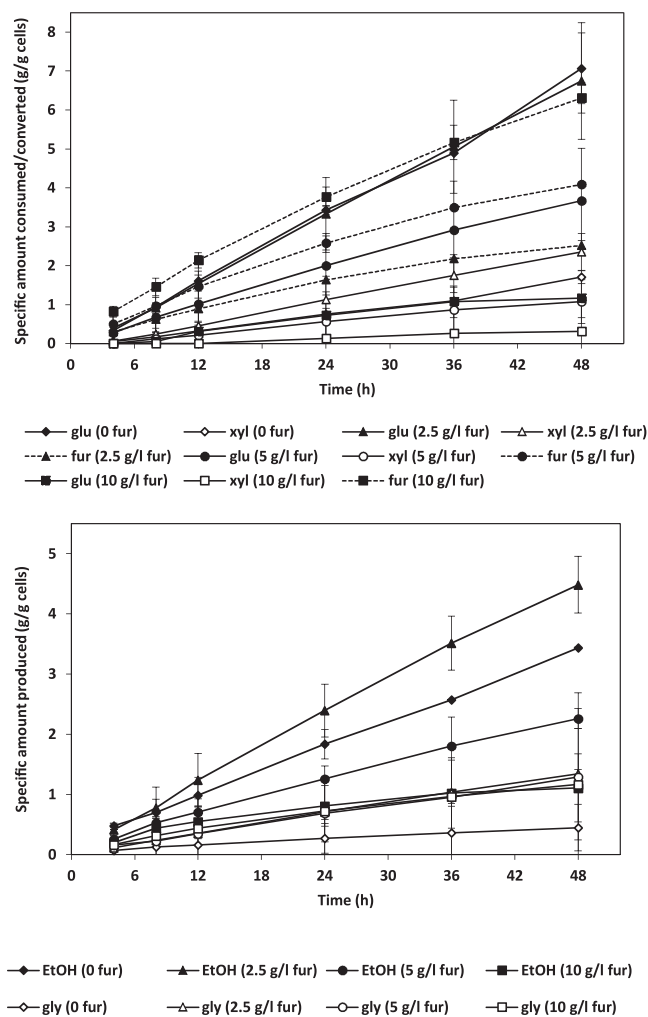 Specific amount consumed/converted (g/g cells)
8
7
6
5
4
3
2
1
0
0 6 12 18 24 30 36 42 48
Time (h)
glu (0 fur) xyl (0 fur) glu (2.5 g/l fur) xyl (2.5 g/l fur)
fur (2.5 g/l fur) glu (5 g/l fur) xyl (5 g/l fur) fur (5 g/l fur)
glu (10 g/l fur) xyl (10 g/l fur) fur (10 g/l fur)
Specific amount produced (g/g cells)
5
4
3
2
1
0
0 6 12 18 24 30 36 42 48
Time (h)
EtOH (0 fur) EtOH (2.5 g/l fur) EtOH (5 g/l fur) EtOH (10 g/l fur)
gly (0 fur) gly (2.5 g/l fur) gly (5 g/l fur) gly (10 g/l fur)